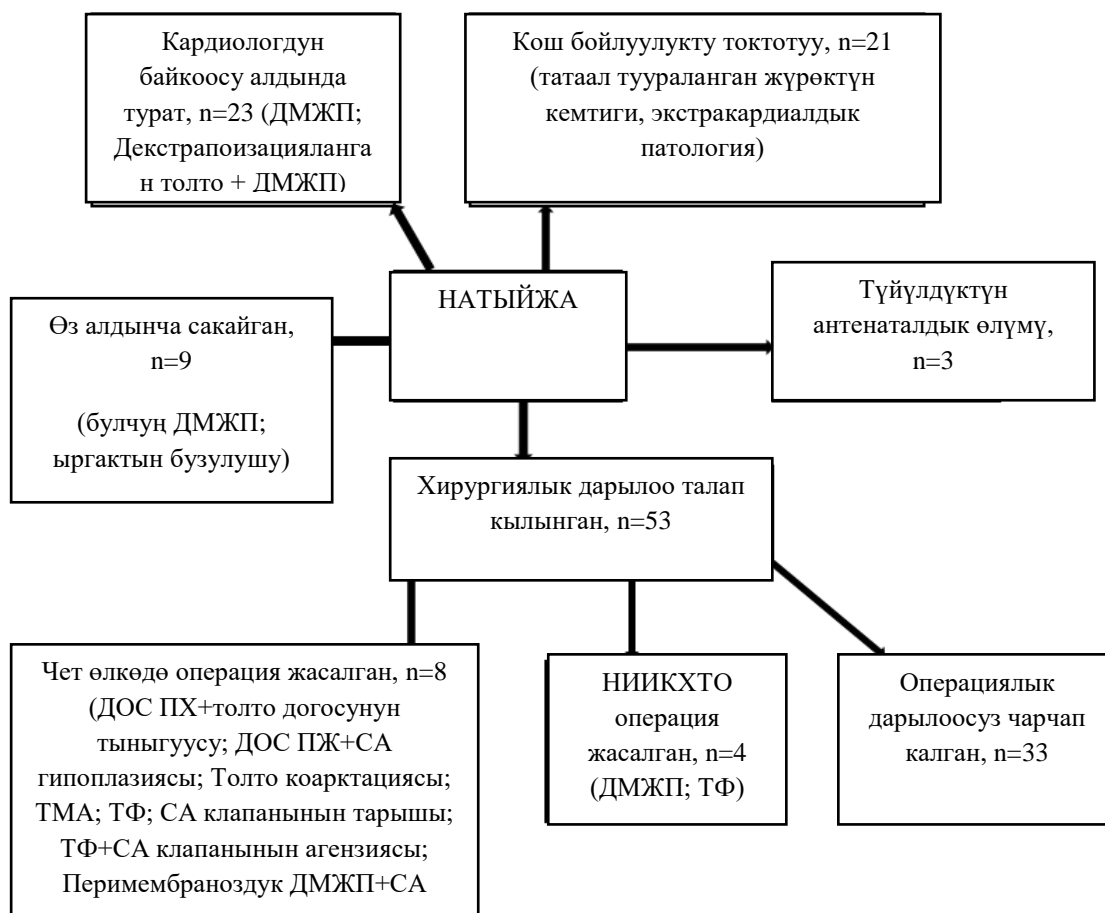 Кардиологдун
байкоосу алдында
турат, n=23 (ДМЖП;
Декстрапоизацияланга
н толто + ДМЖП)
Кош бойлуулукту токтотуу, n=21
(татаал туураланган жүрөктүн
кемтиги, экстракардиалдык
патология)
НАТЫЙЖА
Өз алдынча сакайган,
n=9
(булчуң ДМЖП;
ыргактын бузулушу)
Түйүлдүктүн
антенаталдык өлүмү,
n=3
Хирургиялык дарылоо талап
кылынган, n=53
Чет өлкөдө операция жасалган, n=8
(ДОС ПХ+толто догосунун
тыныгуусу; ДОС ПЖ+СА
гипоплазиясы; Толто коарктациясы;
ТМА; ТФ; СА клапанынын тарышы;
ТФ+СА клапанынын агензиясы;
Перимембраноздук ДМЖП+СА
НИИКХТО
операция
жасалган, n=4
(ДМЖП; ТФ)
Операциялык
дарылоосуз чарчап
калган, n=33